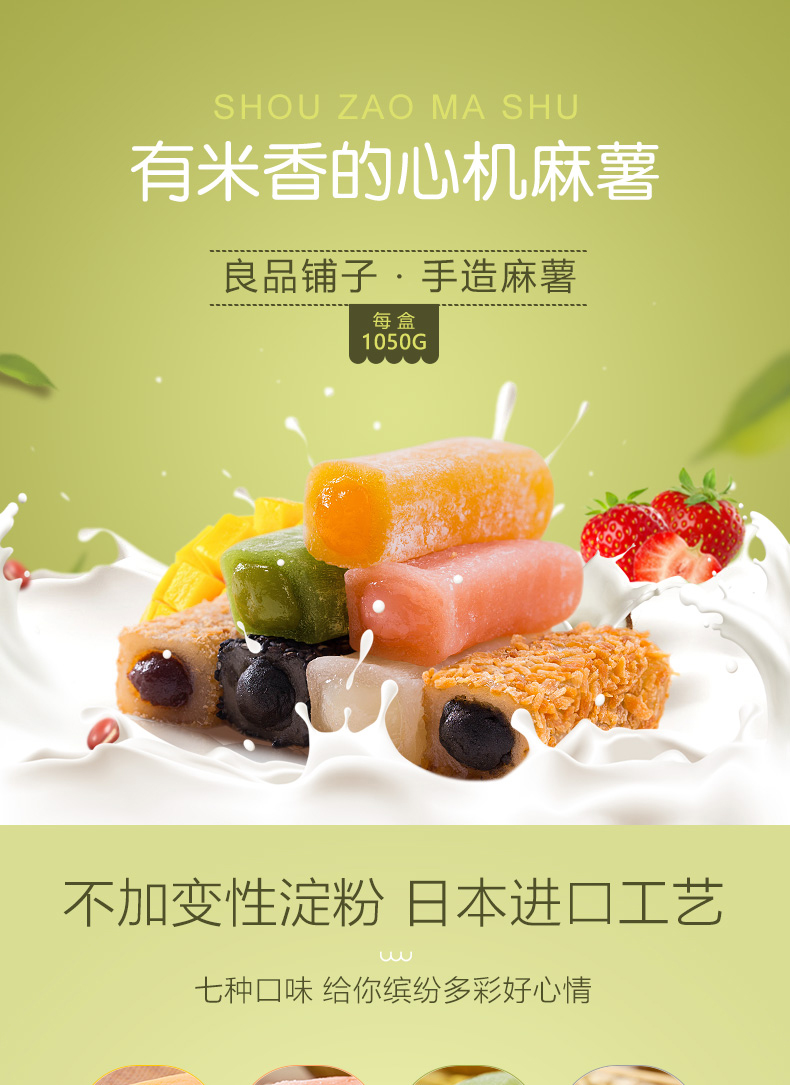 SHOU ZAO MA SHU
有米香的心机麻薯
良品铺子 · 手造麻薯
每盒
1050G
不加变性淀粉 日本进口工艺
七种口味 给你缤纷多彩好心情